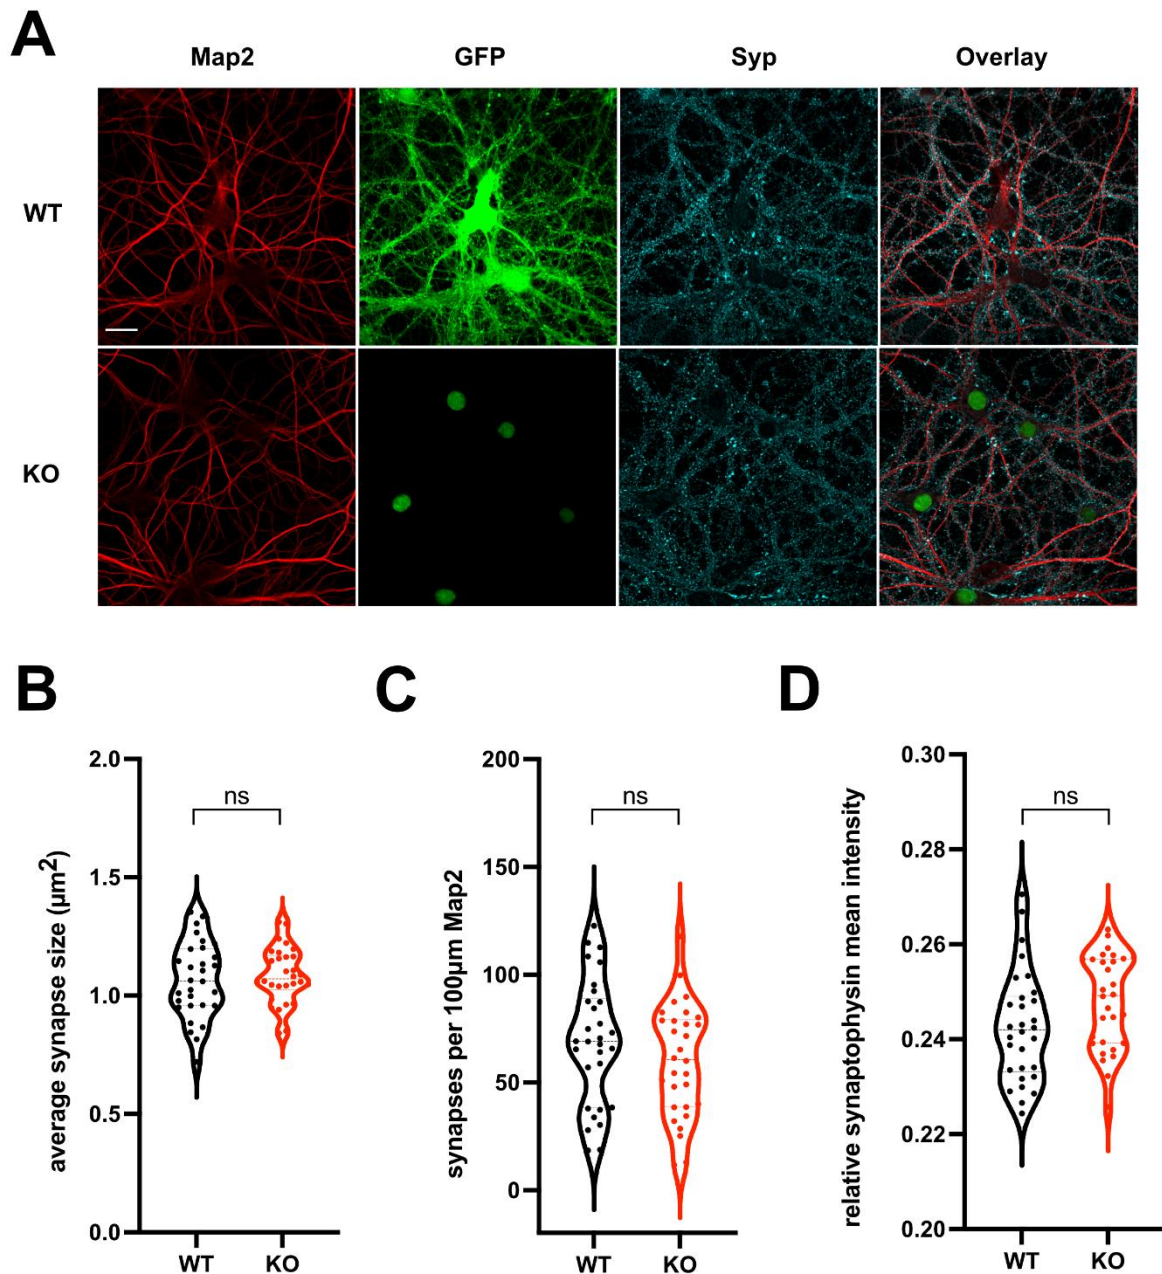 A
Map2 GFP Syp Overlay
WT
KO
B C D
average synapse size (µm²)
2.0
1.5
1.0
0.5
0.0
ns
WT KO
synapses per 100µm Map2
200
150
100
50
0
ns
WT KO
relative synaptophysin mean intensity
0.30
0.28
0.26
0.24
0.22
0.20
ns
WT KO